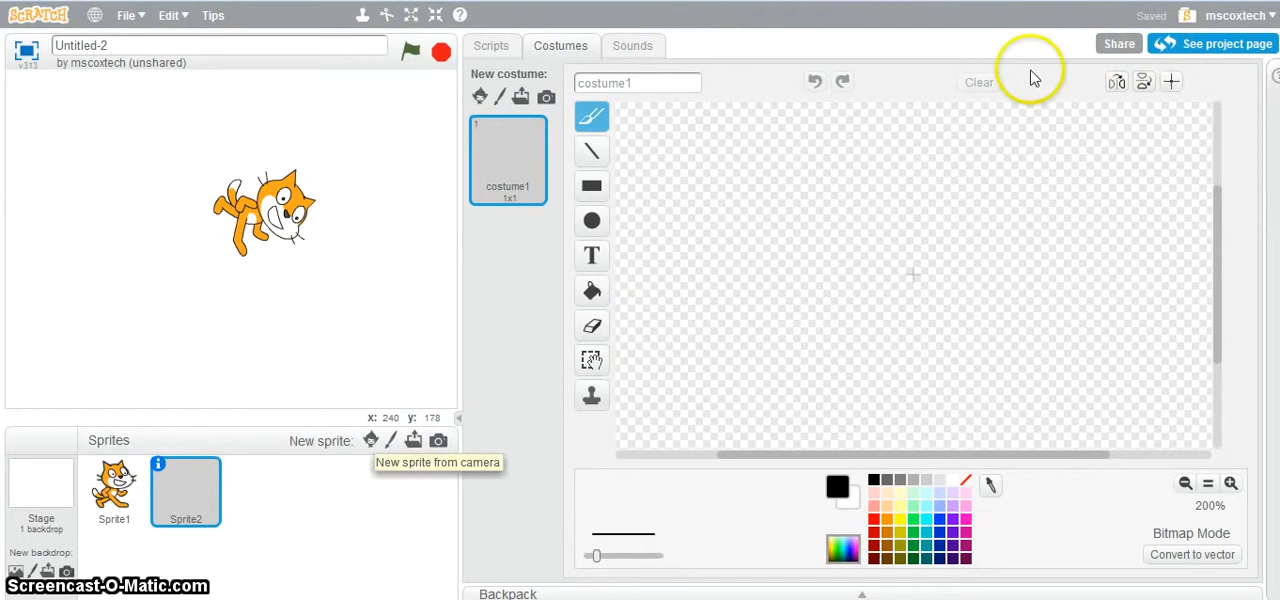 SCRATCH File Edit Tips Saved mscoxtech
Untitled-2
v313 by mscoxtech (unshared)
Scripts Costumes Sounds Share See project page
New costume: costume1 Clear
1
costume1
1x1
T
x: 240 y: 178
Sprites New sprite:
New sprite from camera
Stage
1 backdrop
New backdrop:
Sprite1 Sprite2
200%
Bitmap Mode
Convert to vector
Backpack
Screencast-O-Matic.com